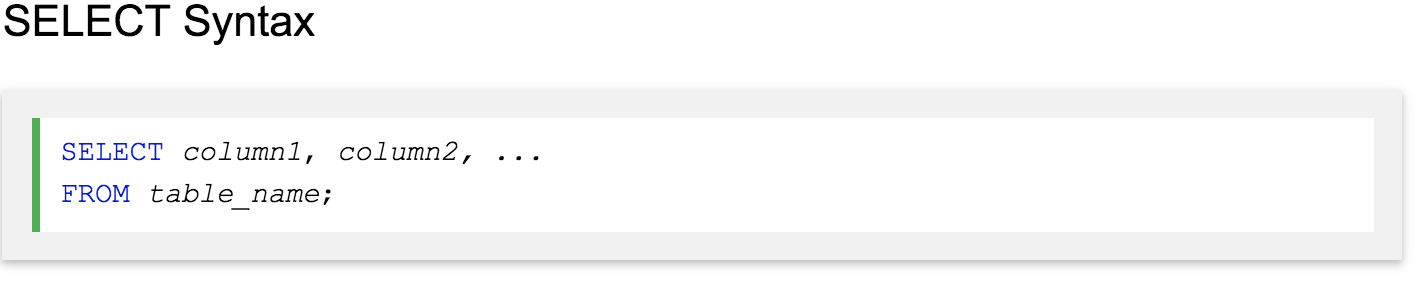 SELECT Syntax
SELECT column1, column2, ...
FROM table_name;